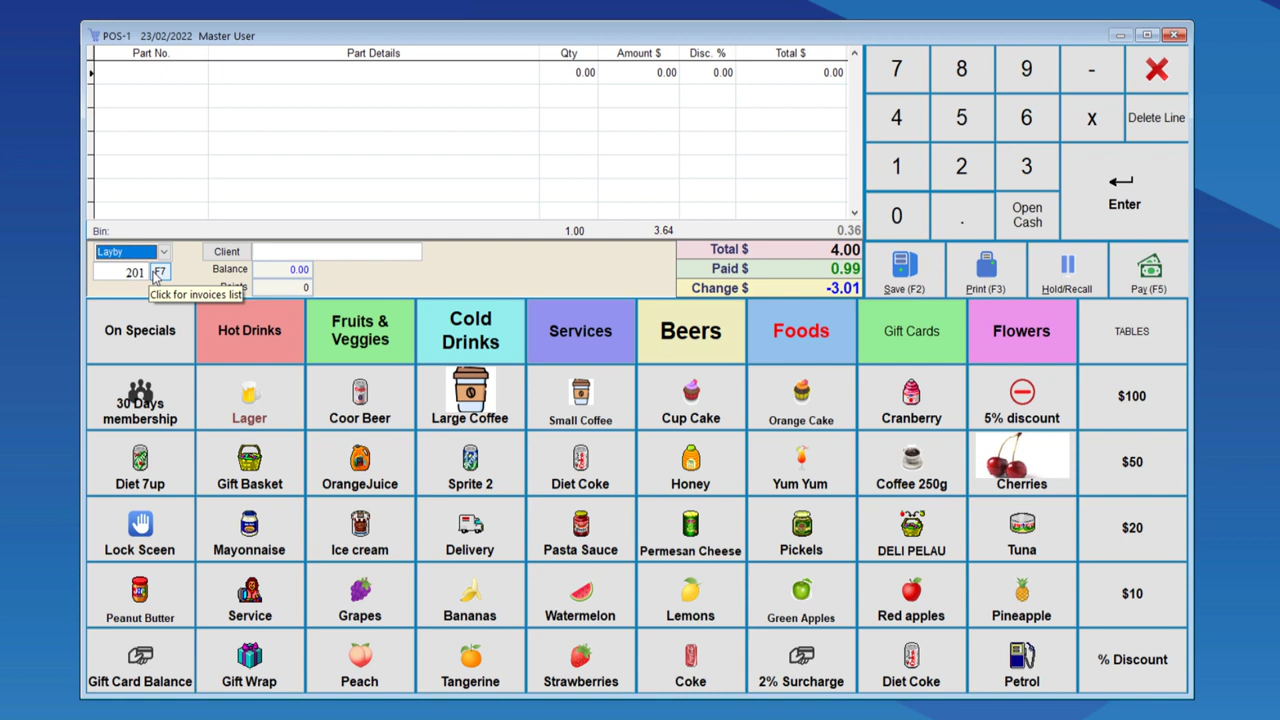 POS-1 23/02/2022 Master User
Part No. Part Details Qty Amount $ Disc. % Total $
0.00 0.00 0.00 0.00
Bin: 1.00 3.64 0.36
7 8 9 -
4 5 6 x Delete Line
1 2 3
Enter
0 . Open Cash
Layby Client
201 F7 Balance 0.00
Points 0
Click for invoices list
Total $ 4.00
Paid $ 0.99
Change $ -3.01
Save (F2) Print (F3) Hold/Recall Pay (F5)
On Specials Hot Drinks Fruits & Veggies Cold Drinks Services Beers Foods Gift Cards Flowers TABLES
30 Days membership Lager Coor Beer Large Coffee Small Coffee Cup Cake Orange Cake Cranberry 5% discount $100
Diet 7up Gift Basket OrangeJuice Sprite 2 Diet Coke Honey Yum Yum Coffee 250g Cherries $50
Lock Sceen Mayonnaise Ice cream Delivery Pasta Sauce Permesan Cheese Pickels DELI PELAU Tuna $20
Peanut Butter Service Grapes Bananas Watermelon Lemons Green Apples Red apples Pineapple $10
Gift Card Balance Gift Wrap Peach Tangerine Strawberries Coke 2% Surcharge Diet Coke Petrol % Discount